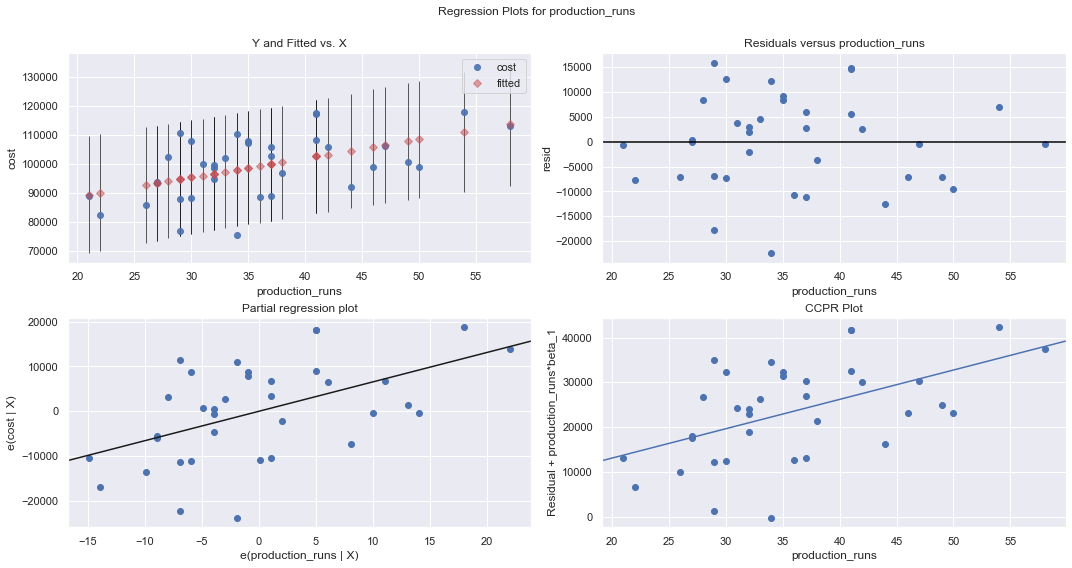 Regression Plots for production_runs
Y and Fitted vs. X
cost
fitted
130000
120000
110000
100000
90000
80000
70000
cost
20 25 30 35 40 45 50 55
production_runs
Residuals versus production_runs
15000
10000
5000
0
−5000
−10000
−15000
−20000
resid
20 25 30 35 40 45 50 55
production_runs
Partial regression plot
20000
10000
0
−10000
−20000
e(cost | X)
−15 −10 −5 0 5 10 15 20
e(production_runs | X)
CCPR Plot
40000
30000
20000
10000
0
Residual + production_runs*beta_1
20 25 30 35 40 45 50 55
production_runs